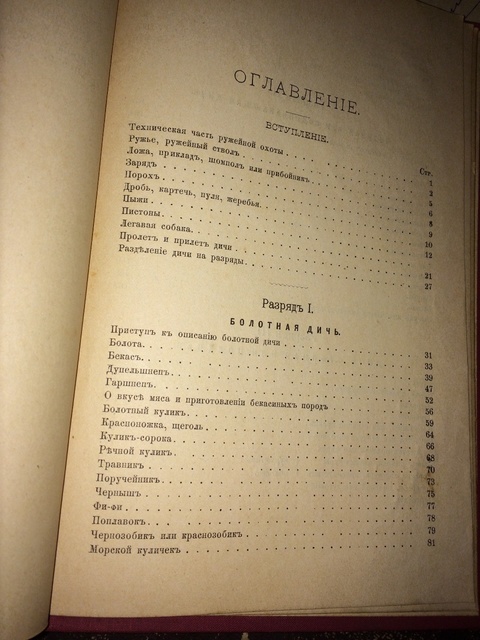 ОГЛАВЛЕНІЕ.
ВСТУПЛЕНІЕ.
Стр.
Техническая часть ружейной охоты 1
Ружье, ружейный стволъ 2
Ложа, прикладъ, шомполъ или прибойникъ 5
Зарядъ 6
Порохъ 8
Дробь, картечь, пули, жеребья 9
Пыжи 10
Пистоны 12
Легавая собака
Пролетъ и прилетъ дичи 21
Раздѣленіе дичи на разряды 27
Разрядъ I.
БОЛОТНАЯ ДИЧЬ.
Приступъ къ описанію болотной дичи 31
Болота 33
Бекасъ 39
Дупельшнепъ 47
Гаршнепъ 52
О вкусѣ мяса и приготовленіи бекасиныхъ породъ 56
Болотный куликъ 59
Красноножка, щеголь 64
Куликъ-сорока 66
Рѣчной куликъ 68
Травникъ 70
Поручейникъ 73
Чернышъ 75
Фи-фи 77
Поплавокъ 78
Чернозобикъ или краснозобикъ 79
Морской куличекъ 81